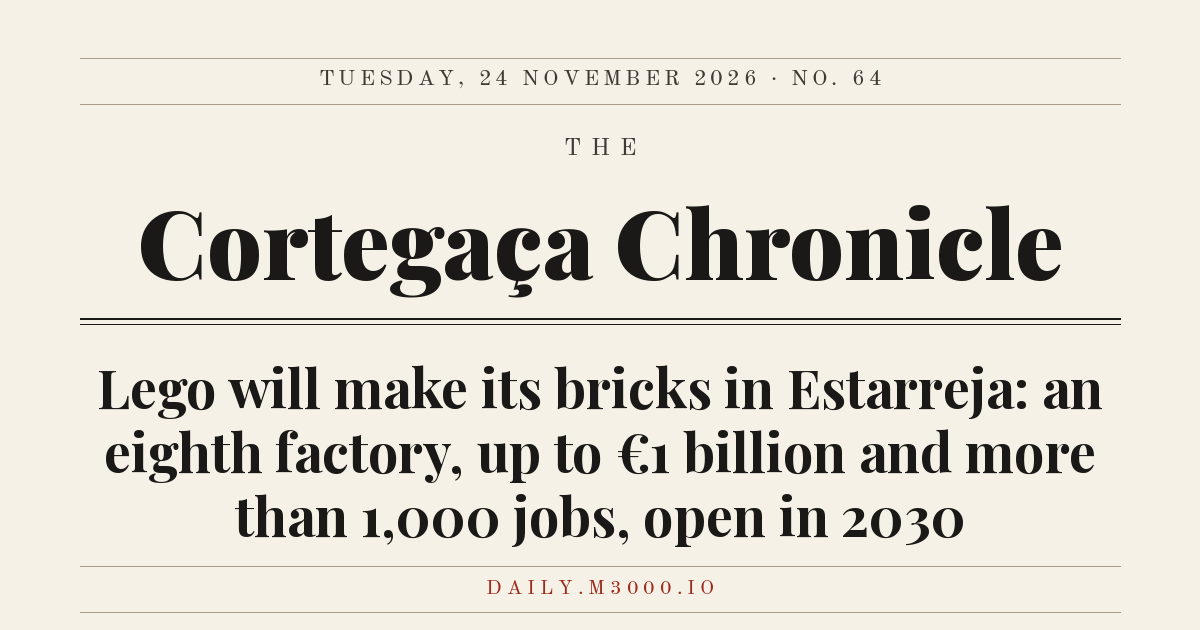 TUESDAY, 24 NOVEMBER 2026 · NO. 64
THE
Cortegaça Chronicle
Lego will make its bricks in Estarreja: an
eighth factory, up to €1 billion and more
than 1,000 jobs, open in 2030
DAILY.M3000.IO